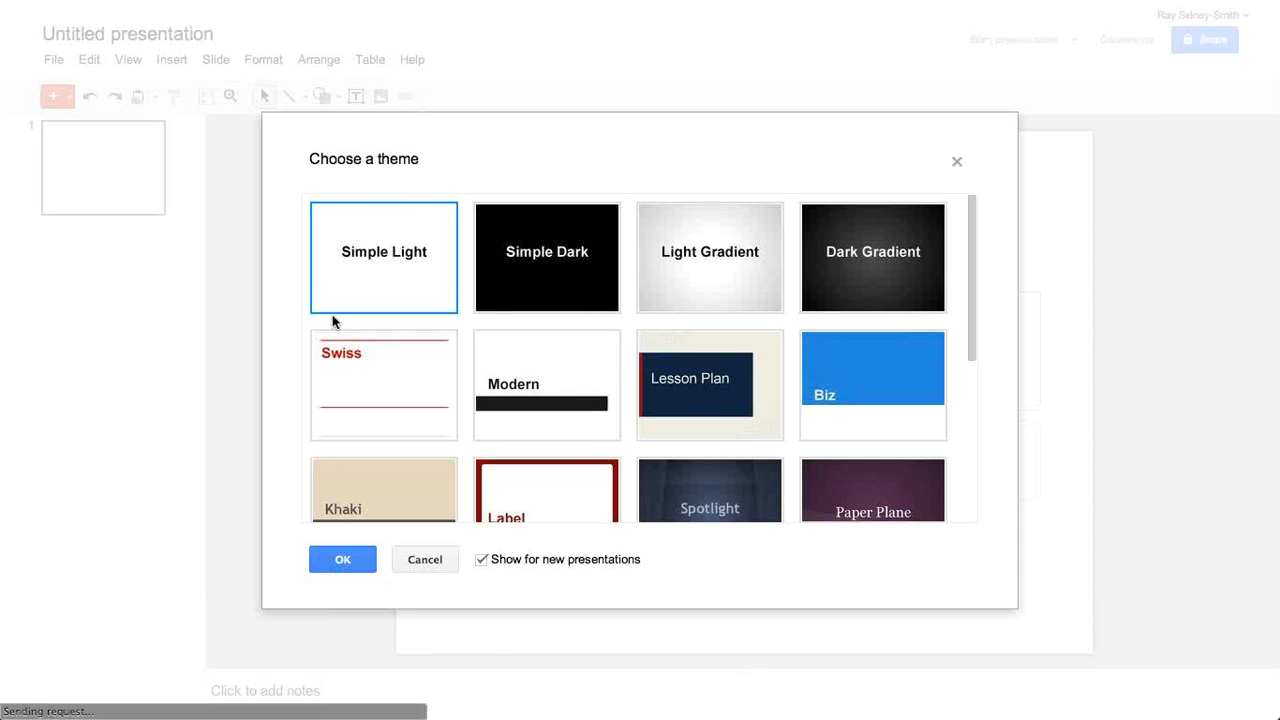 Ray Sidney-Smith
Untitled presentation
Start presentation Comments Share
File Edit View Insert Slide Format Arrange Table Help
1
Choose a theme
Simple Light Simple Dark Light Gradient Dark Gradient
Swiss Modern Lesson Plan Biz
Khaki Label Spotlight Paper Plane
OK Cancel Show for new presentations
Click to add notes
Sending request...